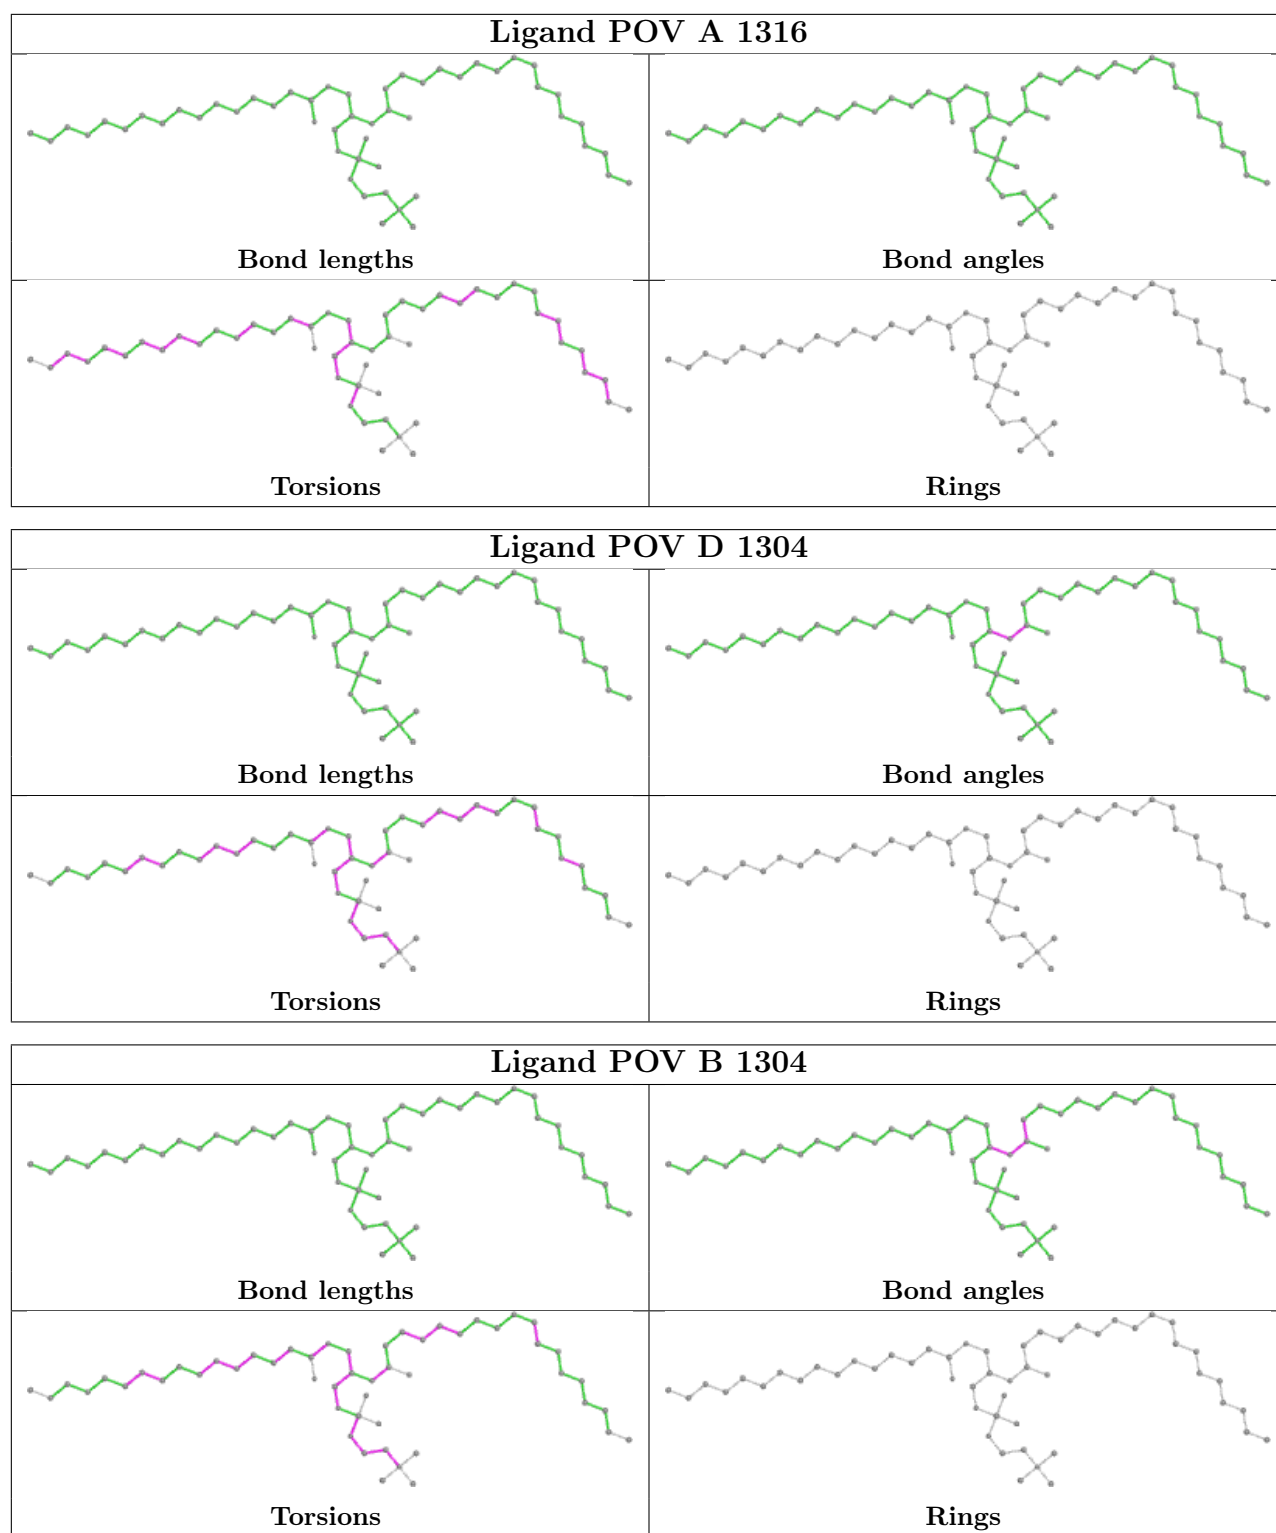 Ligand POV A 1316
Bond lengths
Bond angles
Torsions
Rings
Ligand POV D 1304
Bond lengths
Bond angles
Torsions
Rings
Ligand POV B 1304
Bond lengths
Bond angles
Torsions
Rings